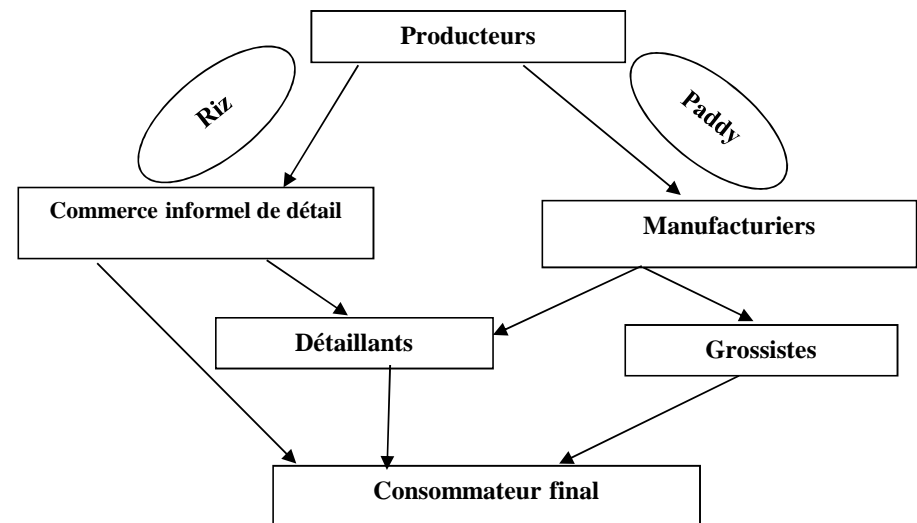 Producteurs
Riz
Paddy
Commerce informel de détail
Manufacturiers
Détaillants
Grossistes
Consommateur final